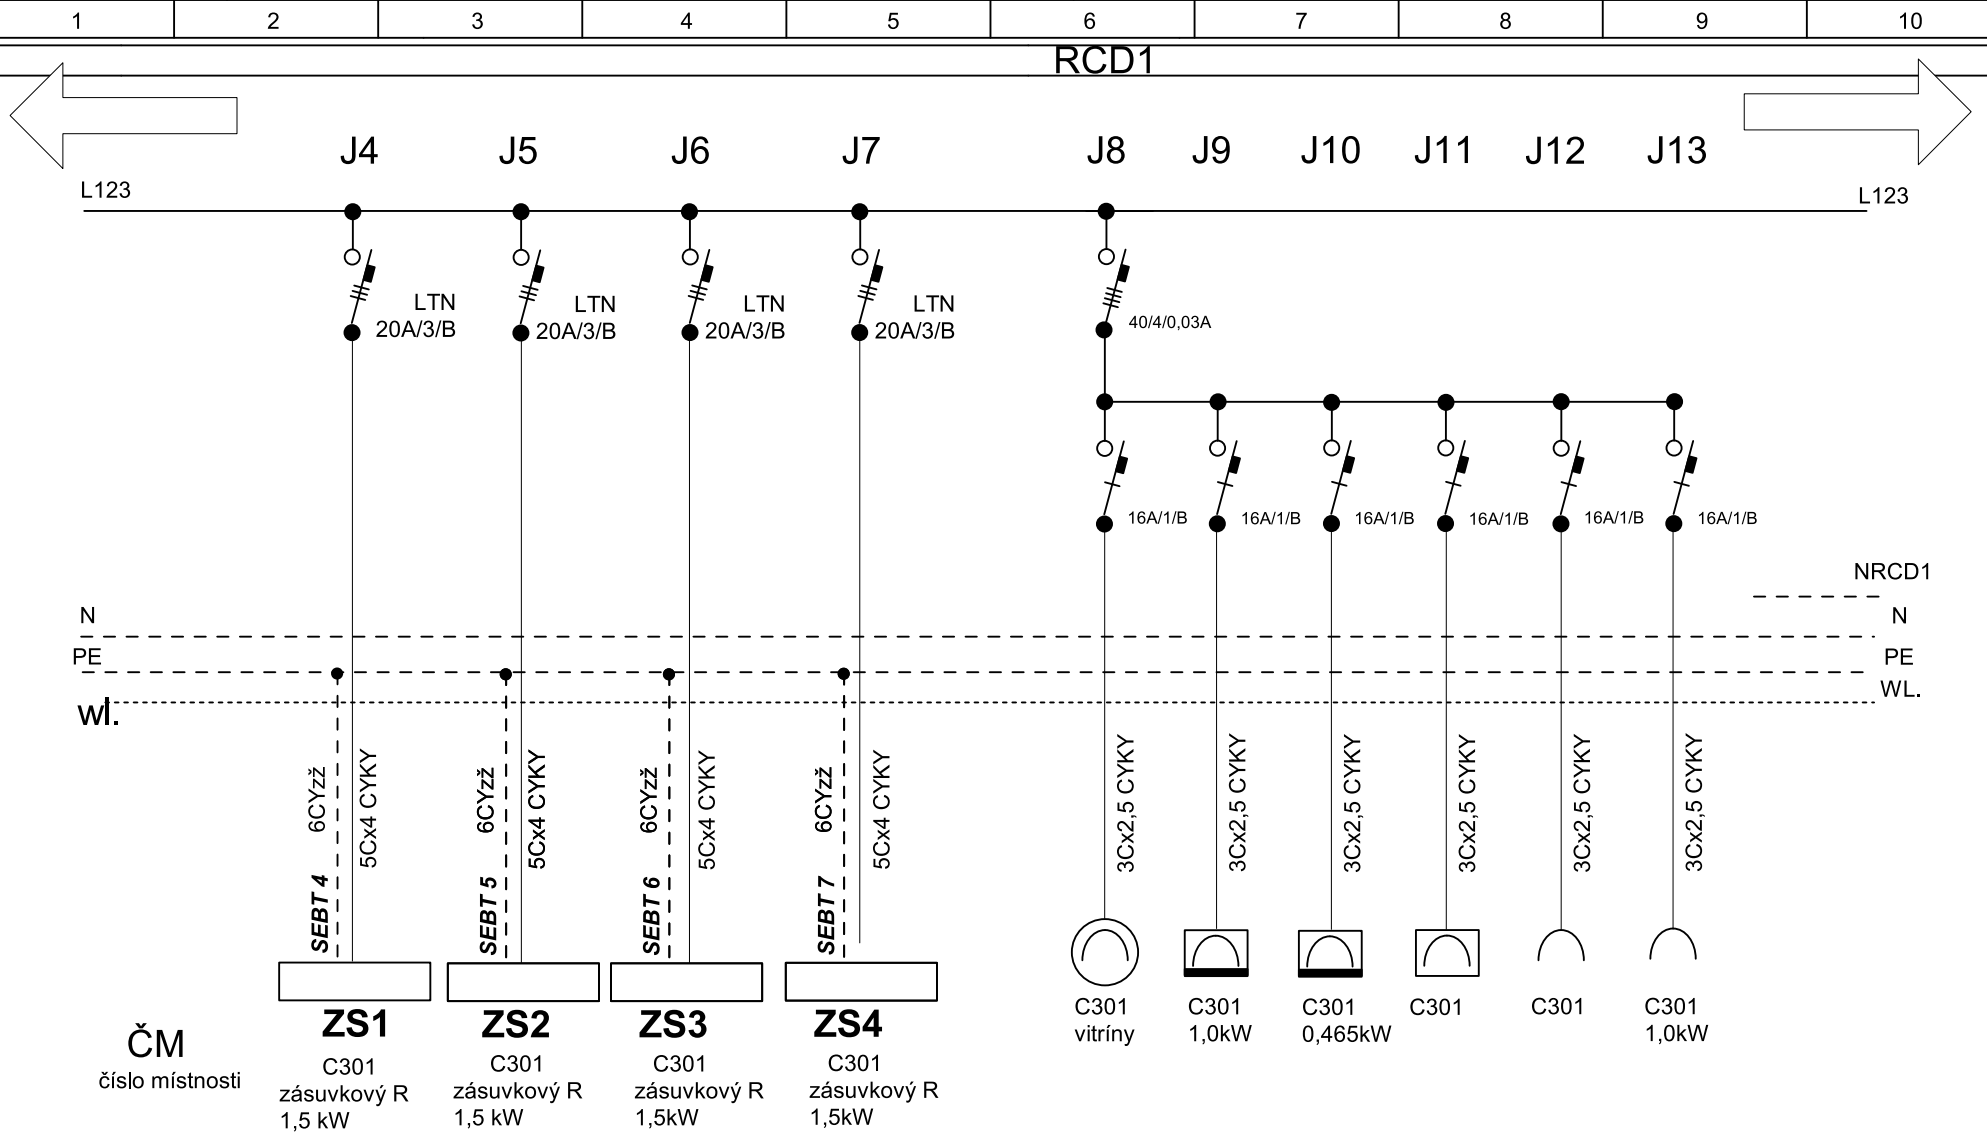 1 2 3 4 5 6 7 8 9 10
RCD1
J4 J5 J6 J7 J8 J9 J10 J11 J12 J13
L123 L123
LTN LTN LTN LTN
20A/3/B 20A/3/B 20A/3/B 20A/3/B 40/4/0,03A
16A/1/B 16A/1/B 16A/1/B 16A/1/B 16A/1/B 16A/1/B
NRCD1
N N
PE PE
wl. WL.
SEBT 4 6CYzž 5Cx4 CYKY
SEBT 5 6CYzž 5Cx4 CYKY
SEBT 6 6CYzž 5Cx4 CYKY
SEBT 7 6CYzž 5Cx4 CYKY
3Cx2,5 CYKY
3Cx2,5 CYKY
3Cx2,5 CYKY
3Cx2,5 CYKY
3Cx2,5 CYKY
3Cx2,5 CYKY
ČM
číslo místnosti
ZS1
C301
zásuvkový R
1,5 kW
ZS2
C301
zásuvkový R
1,5 kW
ZS3
C301
zásuvkový R
1,5kW
ZS4
C301
zásuvkový R
1,5kW
C301
vitríny
C301
1,0kW
C301
0,465kW
C301
C301
C301
1,0kW